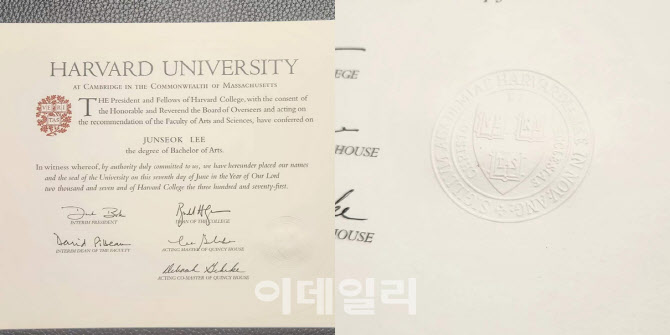 HARVARD UNIVERSITY
AT CAMBRIDGE IN THE COMMONWEALTH OF MASSACHUSETTS
VE RI
TAS
THE President and Fellows of Harvard College, with the consent of
the Honorable and Reverend the Board of Overseers and acting on
the recommendation of the Faculty of Arts and Sciences, have conferred on
JUNSEOK LEE
the degree of Bachelor of Arts.
In witness whereof, by authority duly committed to us, we have hereunder placed our names
and the seal of the University on this seventh day of June in the Year of Our Lord
two thousand and seven and of Harvard College the three hundred and seventy-first.
INTERIM PRESIDENT
DEAN OF THE COLLEGE
INTERIM DEAN OF THE FACULTY
ACTING MASTER OF QUINCY HOUSE
ACTING CO-MASTER OF QUINCY HOUSE
이데일리
EGE
HOUSE
HOUSE